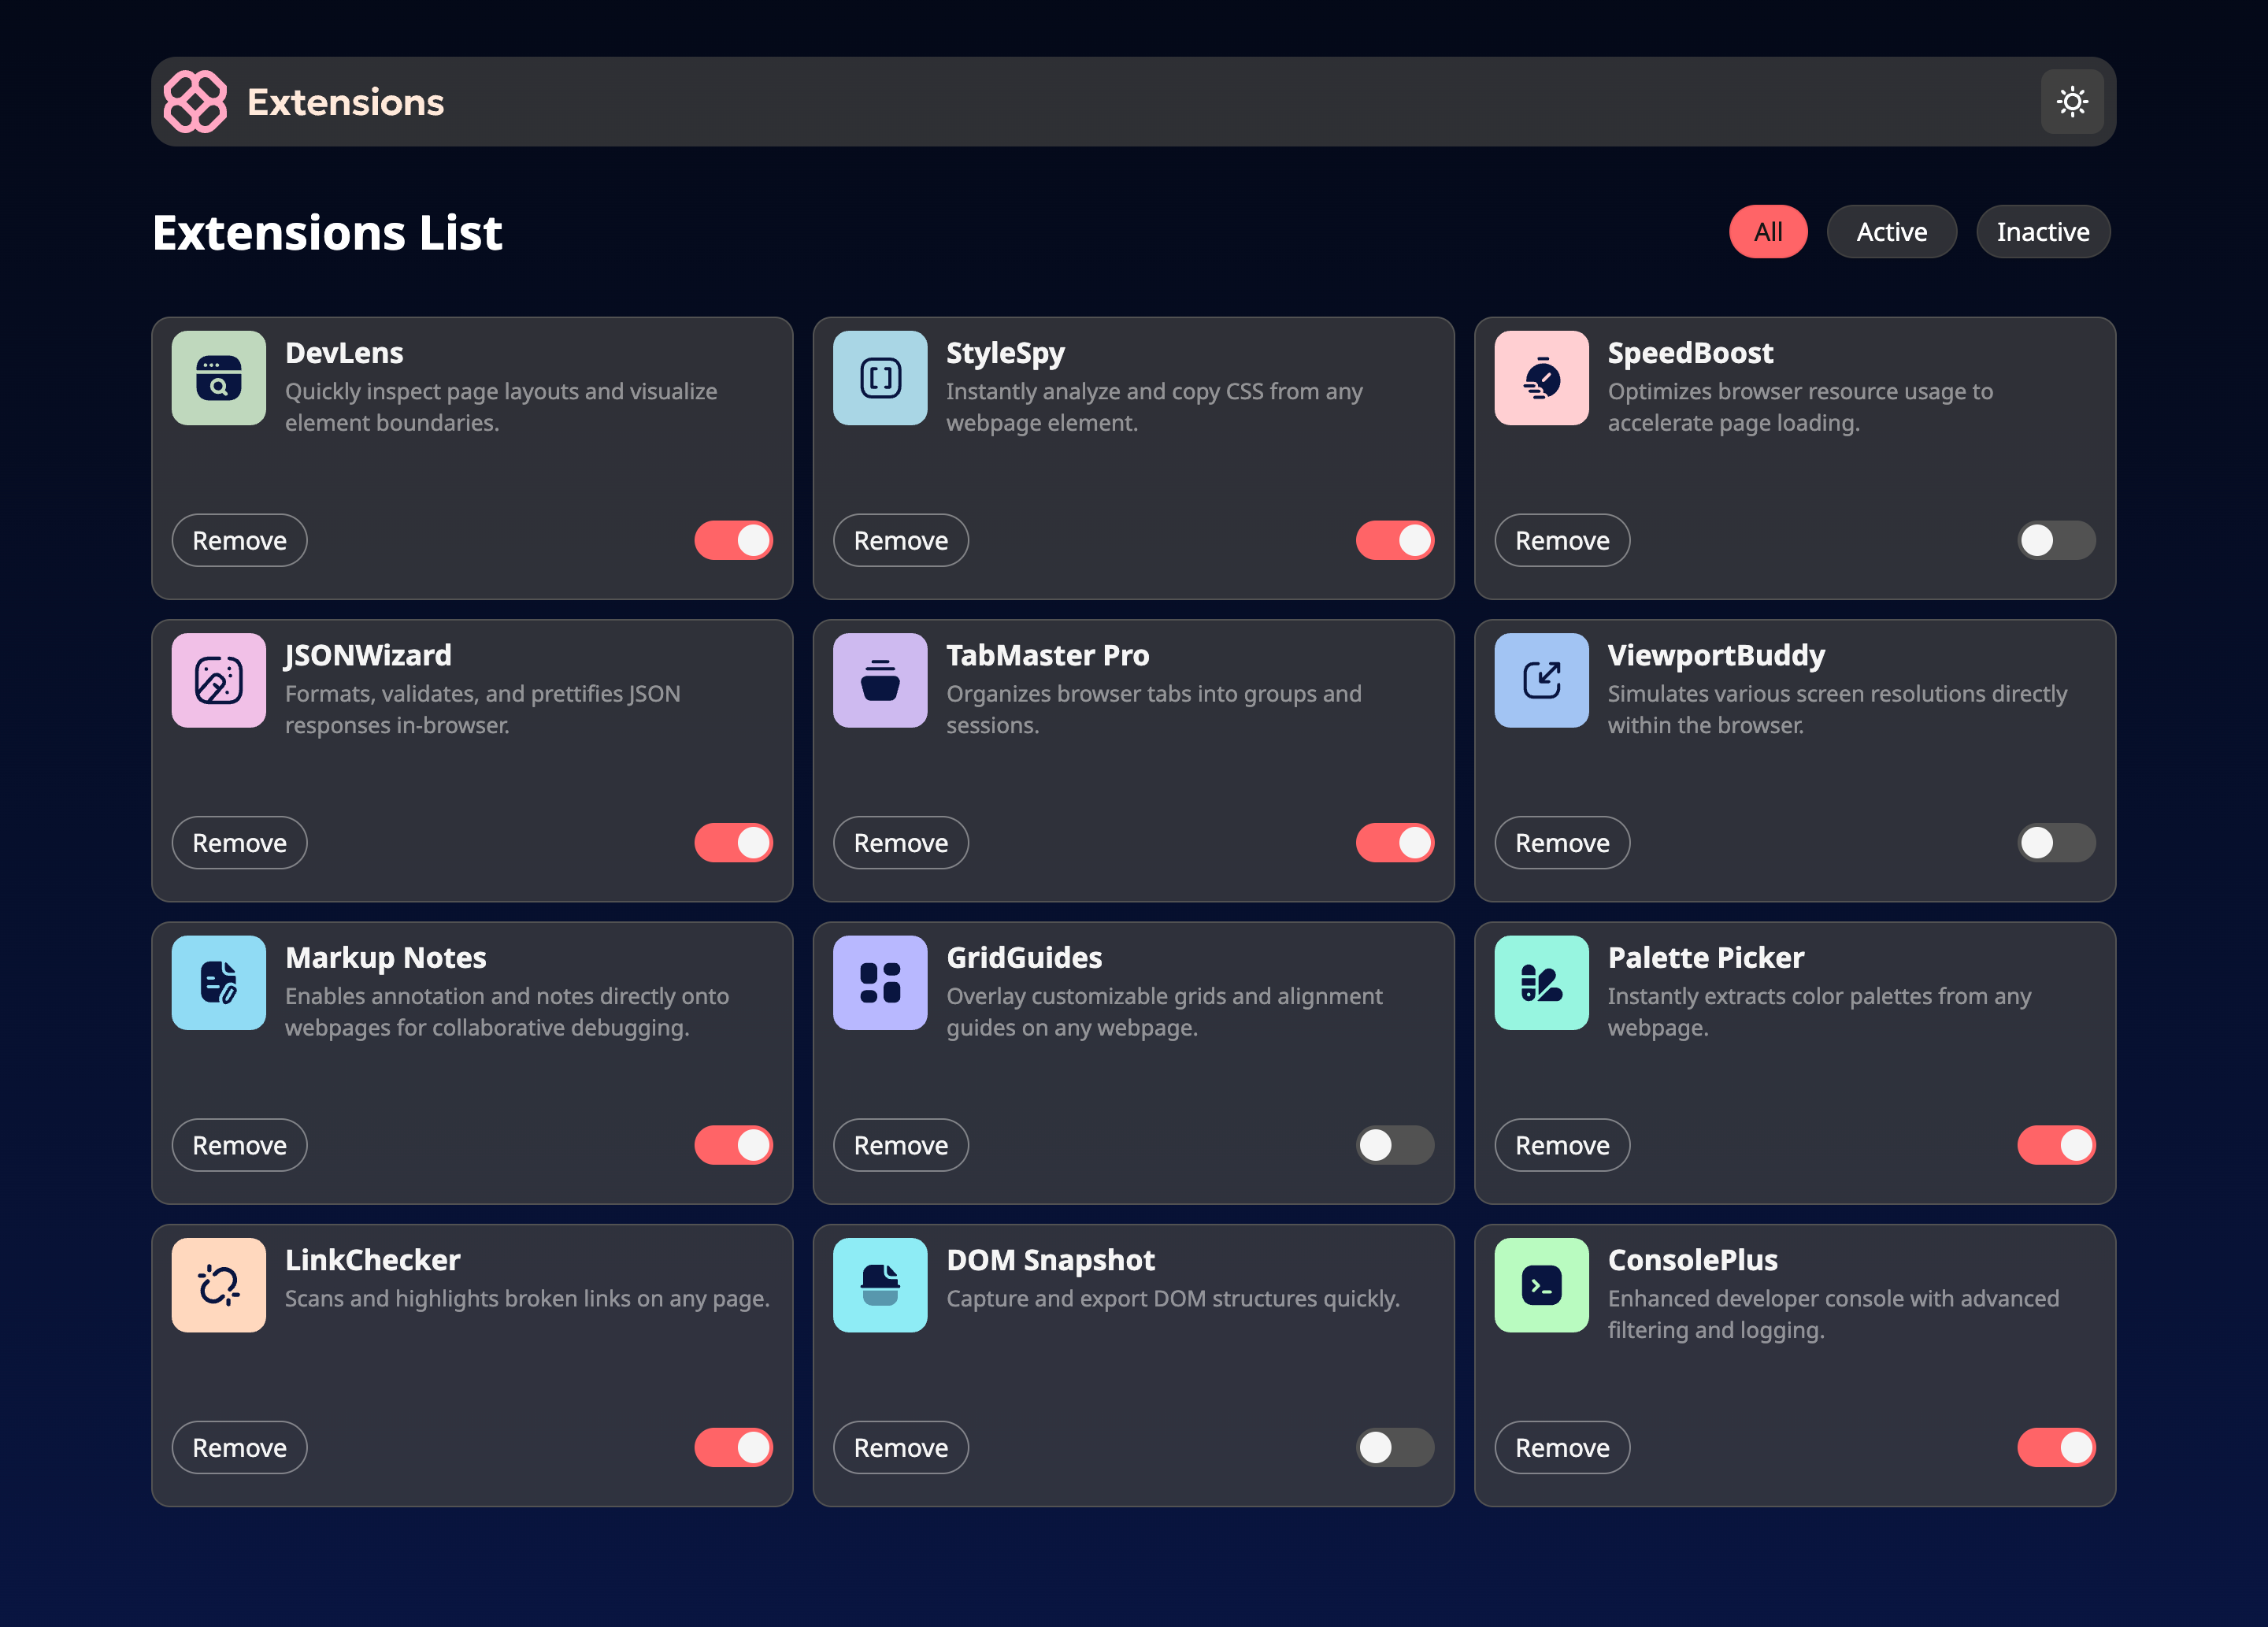 Extensions
Extensions List
All
Active
Inactive
DevLens
Quickly inspect page layouts and visualize
element boundaries.
Remove
StyleSpy
Instantly analyze and copy CSS from any
webpage element.
Remove
SpeedBoost
Optimizes browser resource usage to
accelerate page loading.
Remove
JSONWizard
Formats, validates, and prettifies JSON
responses in-browser.
Remove
TabMaster Pro
Organizes browser tabs into groups and
sessions.
Remove
ViewportBuddy
Simulates various screen resolutions directly
within the browser.
Remove
Markup Notes
Enables annotation and notes directly onto
webpages for collaborative debugging.
Remove
GridGuides
Overlay customizable grids and alignment
guides on any webpage.
Remove
Palette Picker
Instantly extracts color palettes from any
webpage.
Remove
LinkChecker
Scans and highlights broken links on any page.
Remove
DOM Snapshot
Capture and export DOM structures quickly.
Remove
ConsolePlus
Enhanced developer console with advanced
filtering and logging.
Remove